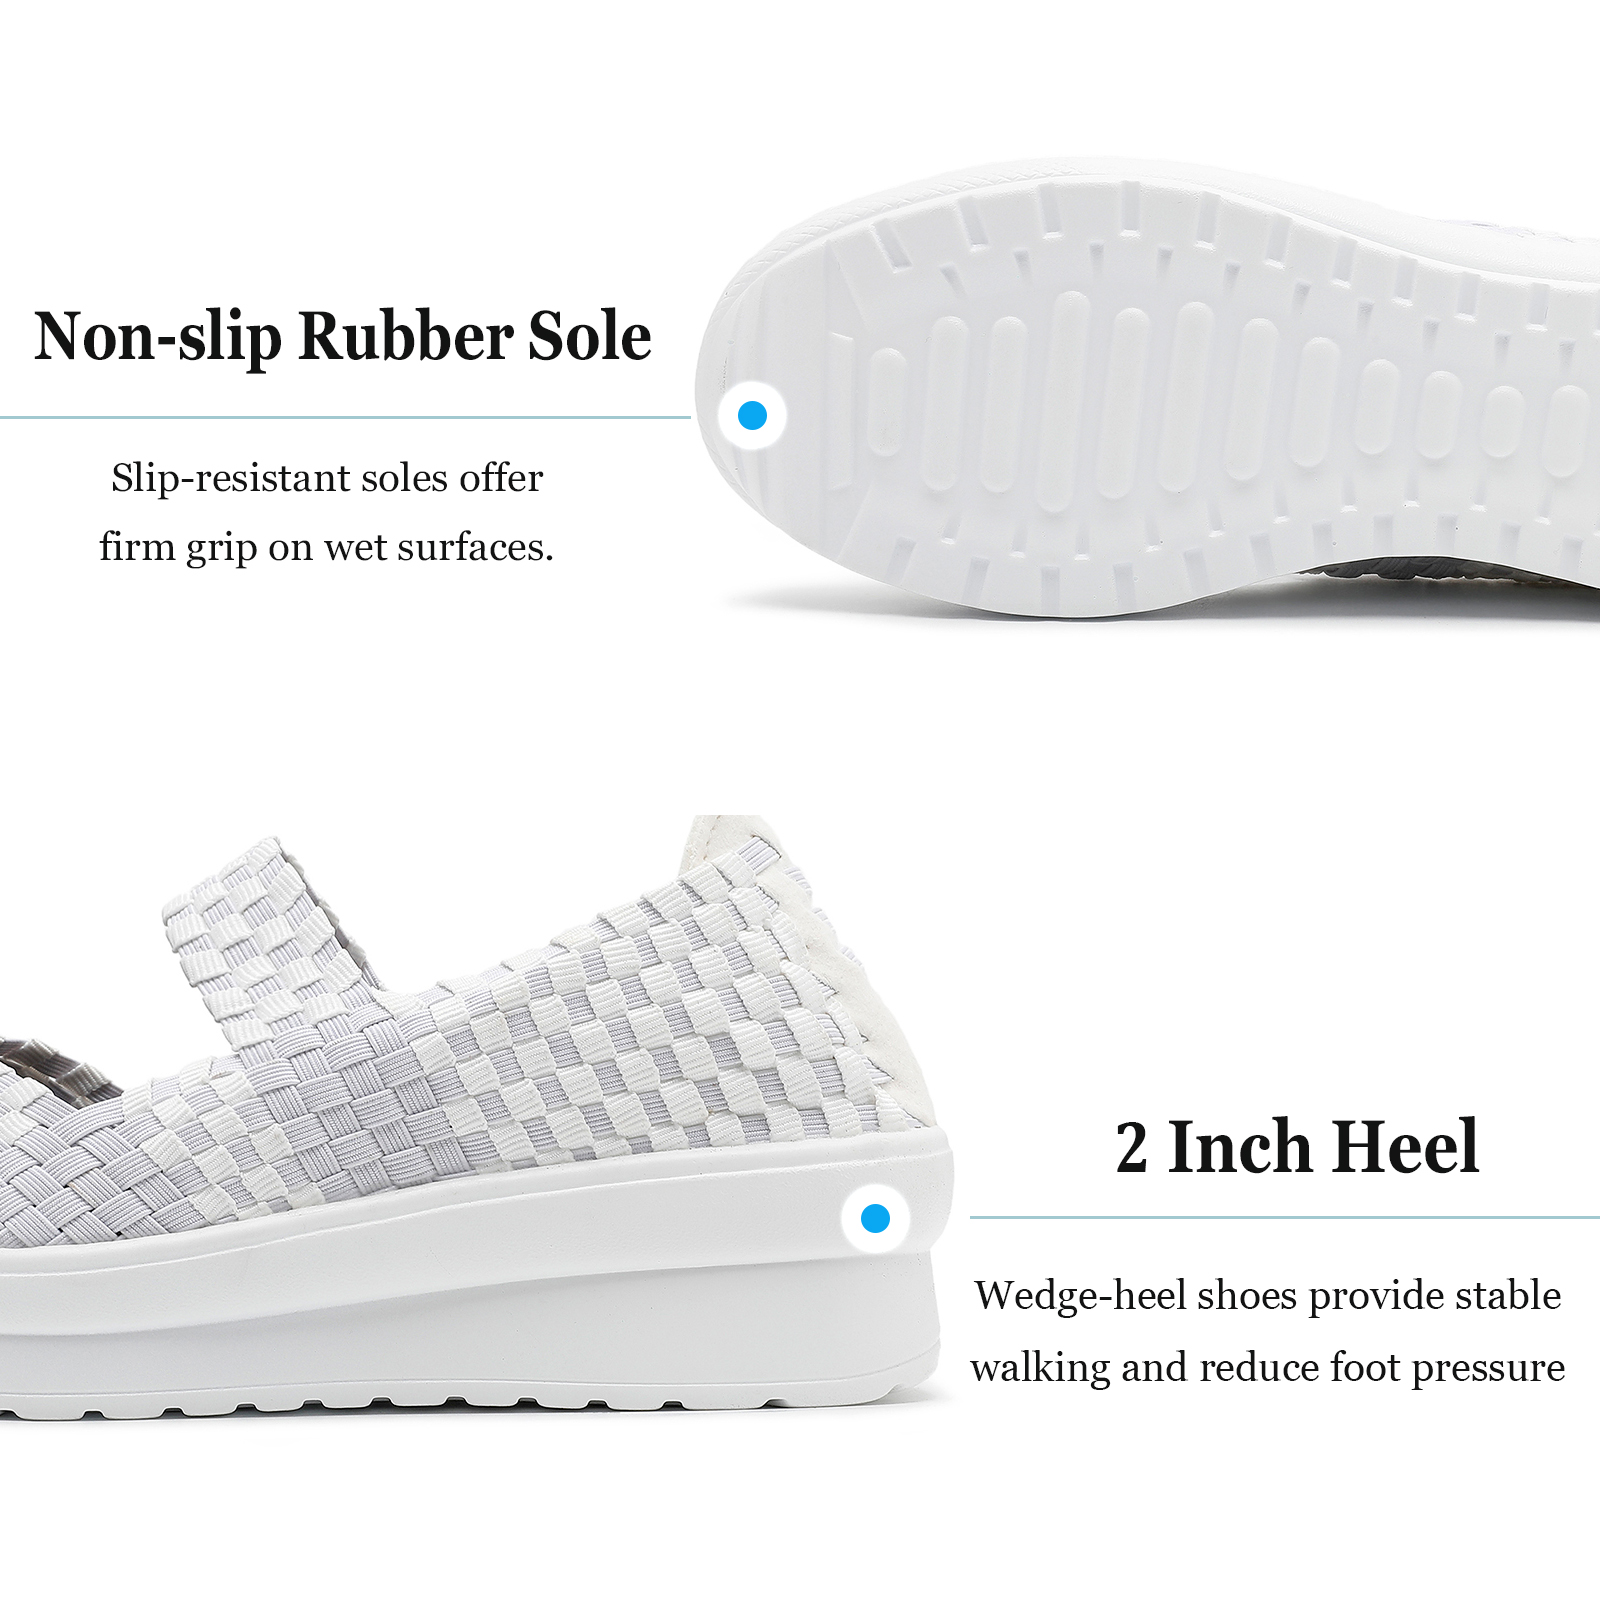 Non-slip Rubber Sole
Slip-resistant soles offer
firm grip on wet surfaces.
2 Inch Heel
Wedge-heel shoes provide stable
walking and reduce foot pressure